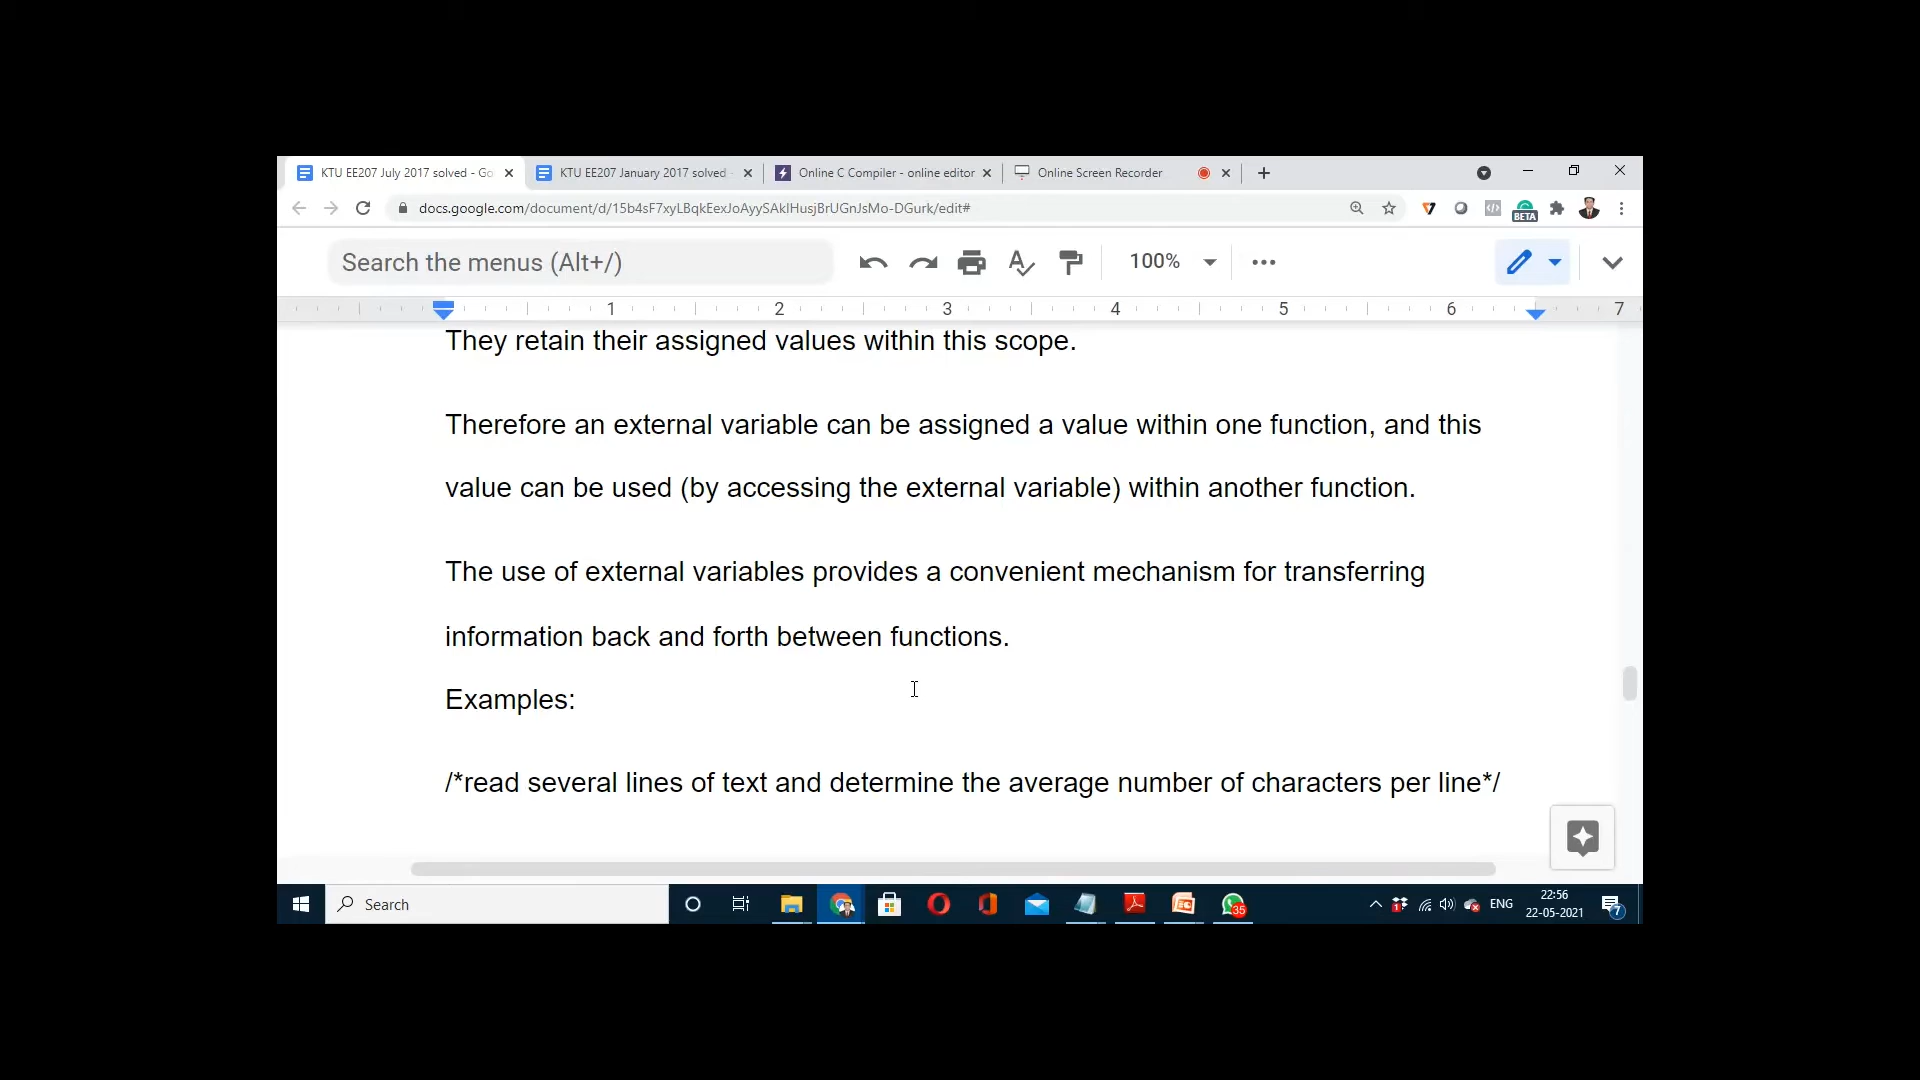 KTU EE207 July 2017 solved - Go
KTU EE207 January 2017 solved -
Online C Compiler - online editor
Online Screen Recorder
docs.google.com/document/d/15b4sF7xyLBqkEexJoAyySAkIHusjBrUGnJsMo-DGurk/edit#
BETA
Search the menus (Alt+/)
100%
1 2 3 4 5 6 7
They retain their assigned values within this scope.
Therefore an external variable can be assigned a value within one function, and this
value can be used (by accessing the external variable) within another function.
The use of external variables provides a convenient mechanism for transferring
information back and forth between functions.
Examples:
/*read several lines of text and determine the average number of characters per line*/
Search
35
1
ENG
22:56
22-05-2021
7